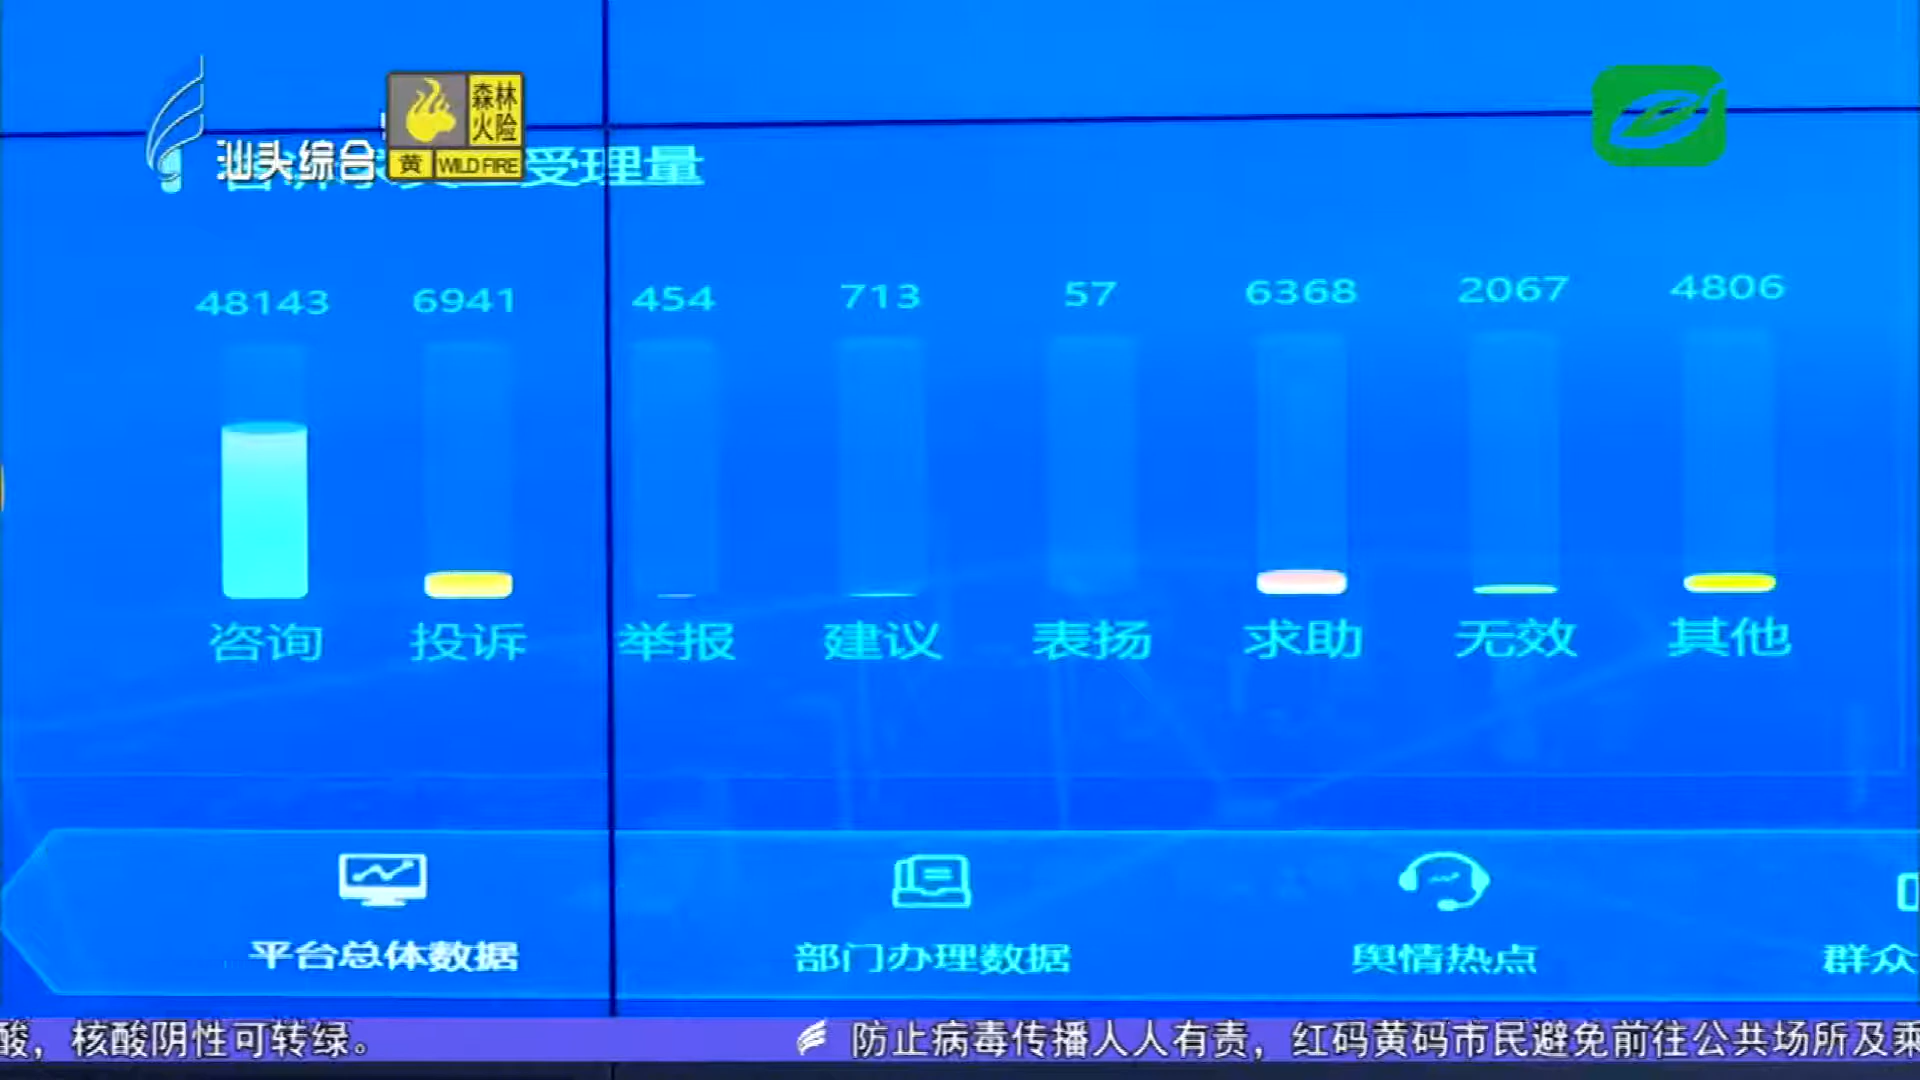 汕头综合
森林
火险
黄 WILD FIRE
受理量
48143 6941 454 713 57 6368 2067 4806
咨询 投诉 举报 建议 表扬 求助 无效 其他
平台总体数据 部门办理数据 舆情热点 群众
酸，核酸阴性可转绿。 防止病毒传播人人有责，红码黄码市民避免前往公共场所及乘